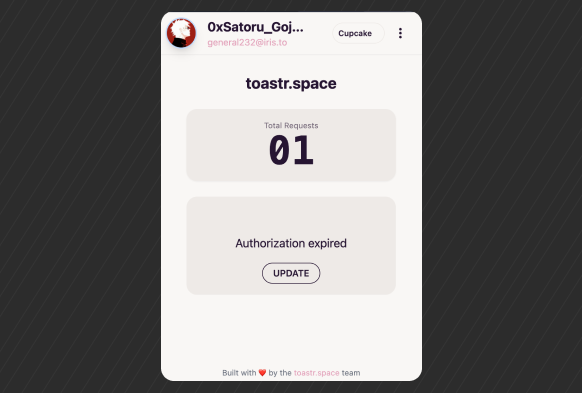 0xSatoru_Goj...
general232@iris.to
Cupcake
toastr.space
Total Requests
01
Authorization expired
UPDATE
Built with ❤️ by the toastr.space team